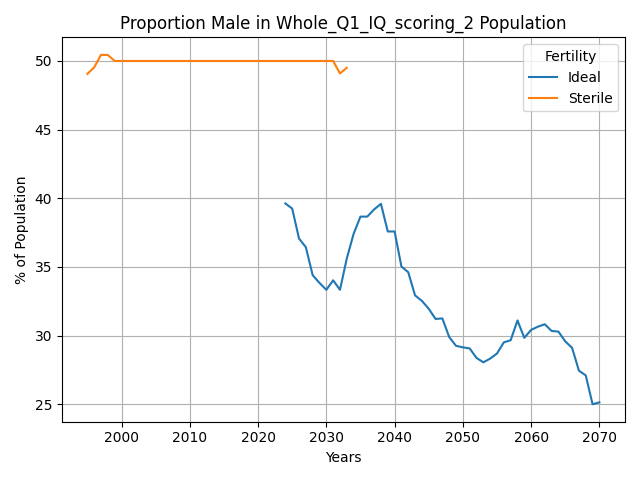 Proportion Male in Whole_Q1_IQ_scoring_2 Population
50
45
40
35
30
25
% of Population
Fertility
Ideal
Sterile
2000 2010 2020 2030 2040 2050 2060 2070
Years